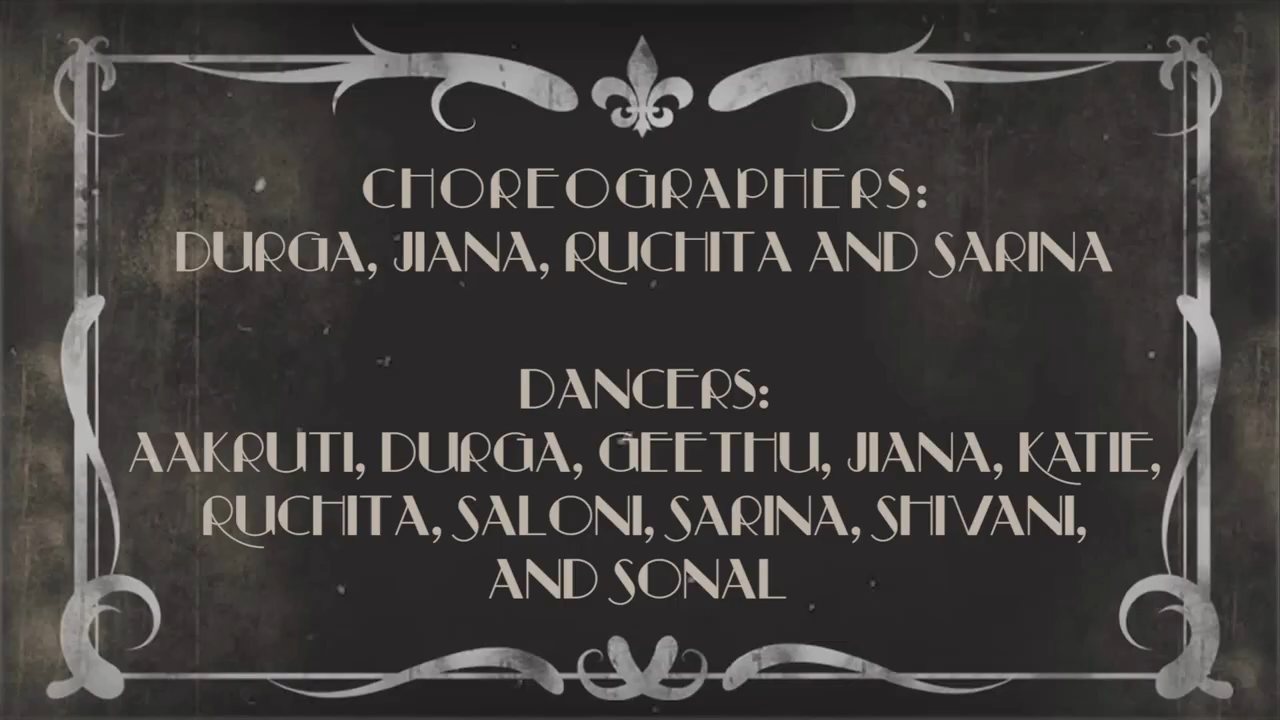 CHOREOGRAPHERS:
DURGA, JIANA, RUCHITA AND SARINA
DANCERS:
AAKRUTI, DURGA, GEETHU, JIANA, KATIE,
RUCHITA, SALONI, SARINA, SHIVANI,
AND SONAL